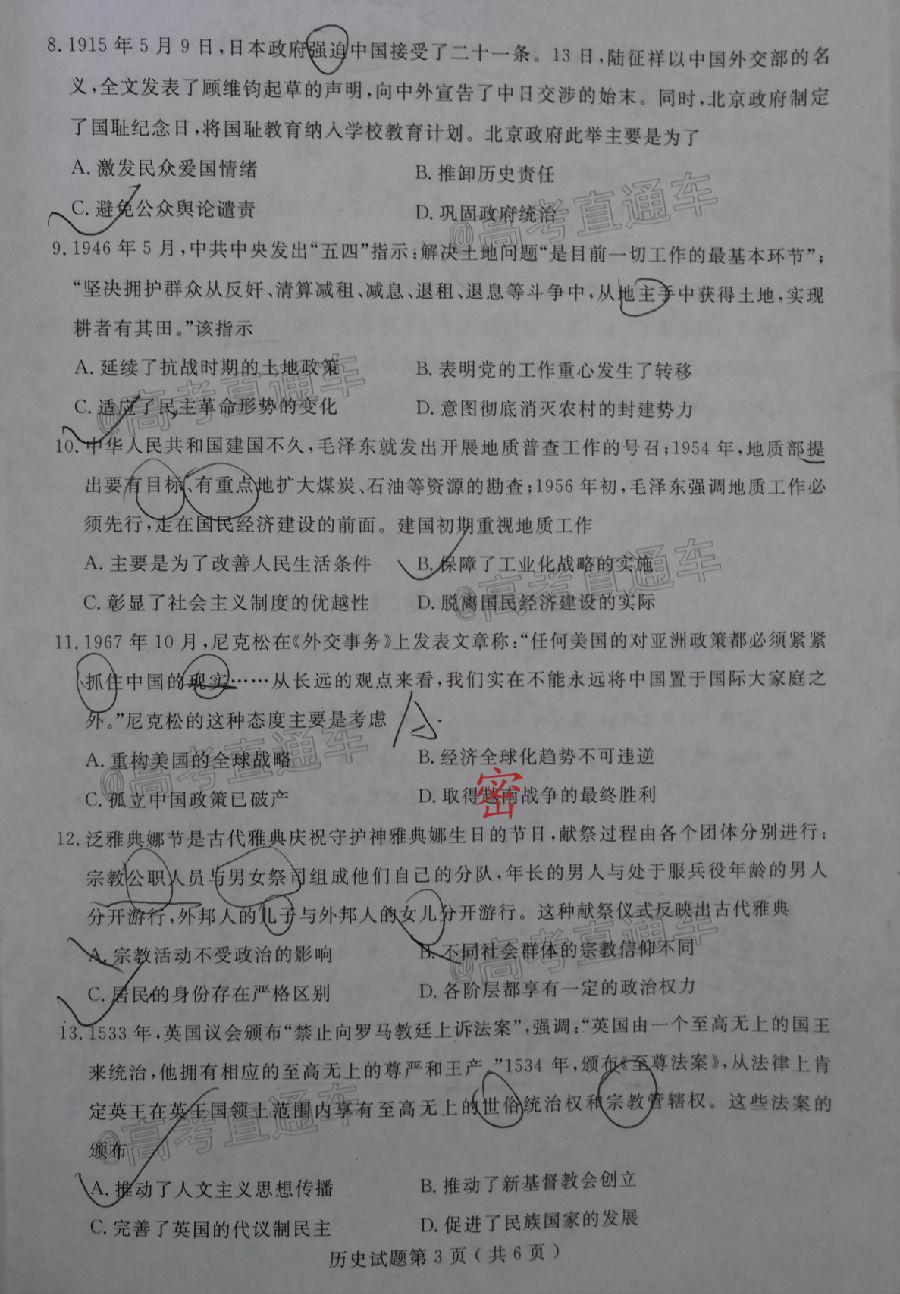 8. 1915 年 5 月 9 日，日本政府强迫中国接受了二十一条。13 日，陆征祥以中国外交部的名
义，全文发表了顾维钧起草的声明，向中外宣告了中日交涉的始末。同时，北京政府制定
了国耻纪念日，将国耻教育纳入学校教育计划。北京政府此举主要是为了
A. 激发民众爱国情绪 B. 推卸历史责任
C. 避免公众舆论谴责 D. 巩固政府统治
@高考直通车
9. 1946 年 5 月，中共中央发出“五四”指示：解决土地问题“是目前一切工作的最基本环节”；
“坚决拥护群众从反奸、清算减租、减息、退租、退息等斗争中，从地主手中获得土地，实现
耕者有其田。”该指示
A. 延续了抗战时期的土地政策 B. 表明党的工作重心发生了转移
@高考直通车
C. 适应了民主革命形势的变化 D. 意图彻底消灭农村的封建势力
10. 中华人民共和国建国不久，毛泽东就发出开展地质普查工作的号召；1954 年，地质部提
出要有目标、有重点地扩大煤炭、石油等资源的勘查；1956 年初，毛泽东强调地质工作必
须先行，走在国民经济建设的前面。建国初期重视地质工作
A. 主要是为了改善人民生活条件 B. 保障了工业化战略的实施
@高考直通车
C. 彰显了社会主义制度的优越性 D. 脱离国民经济建设的实际
11. 1967 年 10 月，尼克松在《外交事务》上发表文章称：“任何美国的对亚洲政策都必须紧紧
抓住中国的现实……从长远的观点来看，我们实在不能永远将中国置于国际大家庭之
外。”尼克松的这种态度主要是考虑
A. 重构美国的全球战略 B. 经济全球化趋势不可违逆
@高考直通车
C. 孤立中国政策已破产 D. 取得越南战争的最终胜利
密
12. 泛雅典娜节是古代雅典庆祝守护神雅典娜生日的节日，献祭过程由各个团体分别进行：
宗教公职人员与男女祭司组成他们自己的分队，年长的男人与处于服兵役年龄的男人
分开游行，外邦人的儿子与外邦人的女儿分开游行。这种献祭仪式反映出古代雅典
A. 宗教活动不受政治的影响 B. 不同社会群体的宗教信仰不同
@高考直通车
C. 居民的身份存在严格区别 D. 各阶层都享有一定的政治权力
13. 1533 年，英国议会颁布“禁止向罗马教廷上诉法案”，强调：“英国由一个至高无上的国王
来统治，他拥有相应的至高无上的尊严和王产。”1534 年，颁布《至尊法案》，从法律上肯
定英王在英王国领土范围内享有至高无上的世俗统治权和宗教管辖权。这些法案的
@高考直通车
颁布
A. 推动了人文主义思想传播 B. 推动了新基督教会创立
C. 完善了英国的代议制民主 D. 促进了民族国家的发展
历史试题第 3 页（共 6 页）